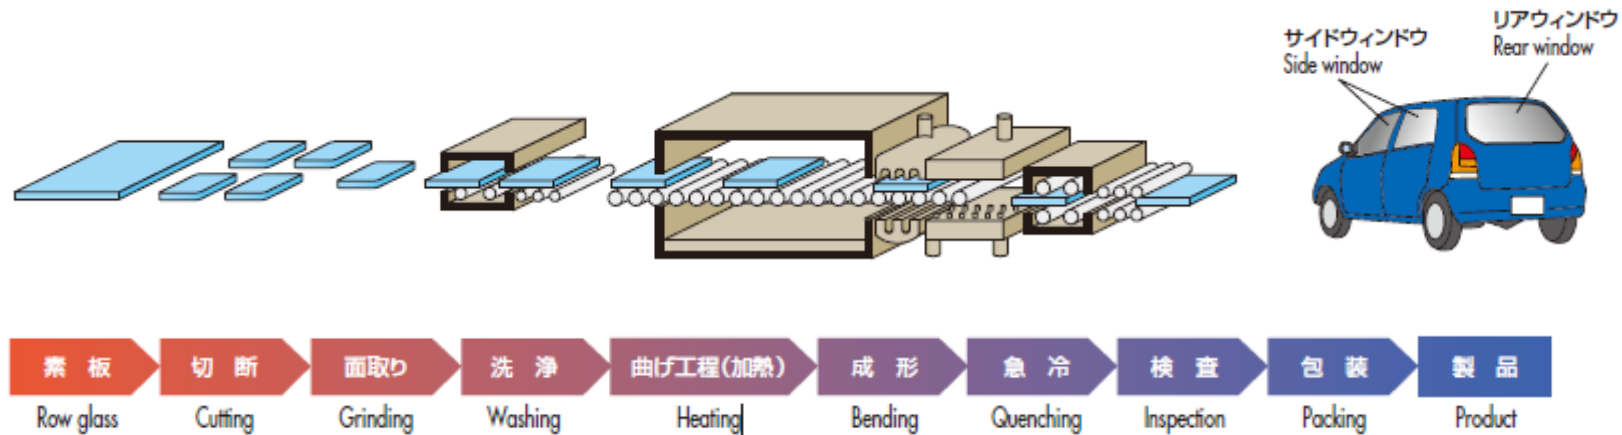 リアウィンドウ
Rear window
サイドウィンドウ
Side window
素 板
切 断
面取り
洗 浄
曲げ工程(加熱)
成 形
急 冷
検 査
包 装
製 品
Row glass
Cutting
Grinding
Washing
Heating
Bending
Quenching
Inspection
Packing
Product